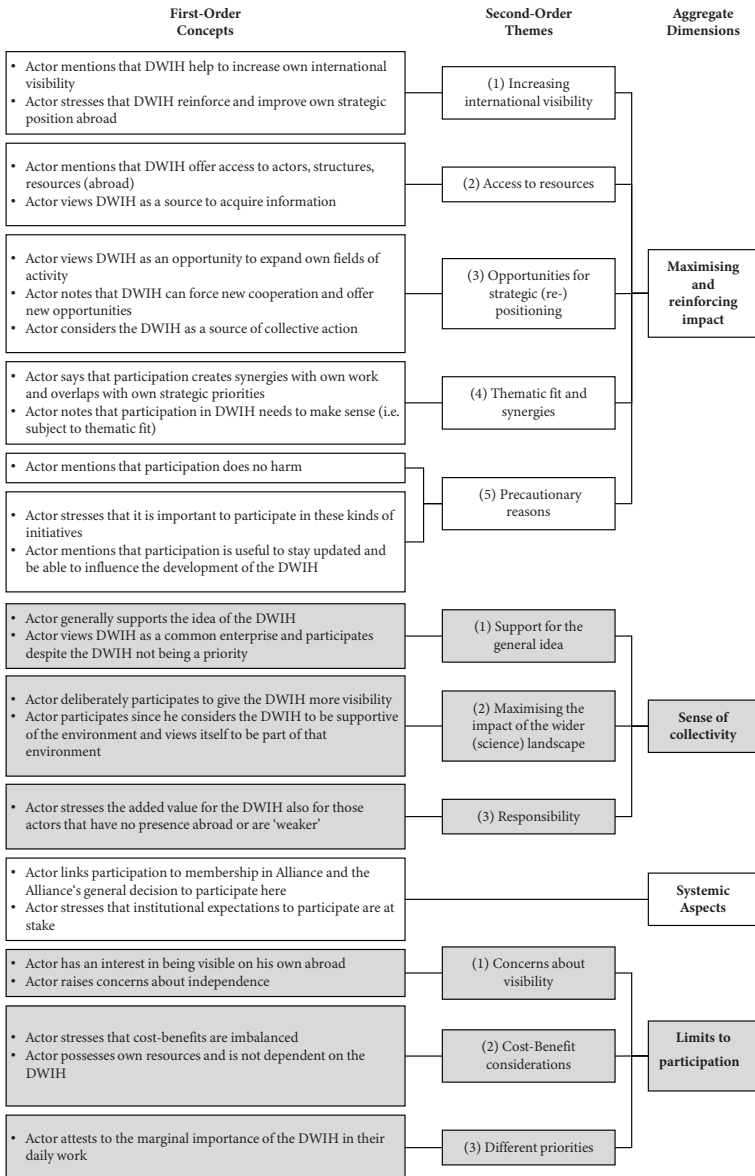 First-Order
Concepts
Second-Order
Themes
Aggregate
Dimensions
• Actor mentions that DWIH help to increase own international
visibility
• Actor stresses that DWIH reinforce and improve own strategic
position abroad
(1) Increasing
international visibility
• Actor mentions that DWIH offer access to actors, structures,
resources (abroad)
• Actor views DWIH as a source to acquire information
(2) Access to resources
• Actor views DWIH as an opportunity to expand own fields of
activity
• Actor notes that DWIH can force new cooperation and offer
new opportunities
• Actor considers the DWIH as a source of collective action
(3) Opportunities for
strategic (re-)
positioning
Maximising
and
reinforcing
impact
• Actor says that participation creates synergies with own work
and overlaps with own strategic priorities
• Actor notes that participation in DWIH needs to make sense (i.e.
subject to thematic fit)
(4) Thematic fit and
synergies
• Actor mentions that participation does no harm
• Actor stresses that it is important to participate in these kinds of
initiatives
• Actor mentions that participation is useful to stay updated and
be able to influence the development of the DWIH
(5) Precautionary
reasons
• Actor generally supports the idea of the DWIH
• Actor views DWIH as a common enterprise and participates
despite the DWIH not being a priority
(1) Support for the
general idea
• Actor deliberately participates to give the DWIH more visibility
• Actor participates since he considers the DWIH to be supportive
of the environment and views itself to be part of that
environment
(2) Maximising the
impact of the wider
(science) landscape
Sense of
collectivity
• Actor stresses the added value for the DWIH also for those
actors that have no presence abroad or are ‘weaker’
(3) Responsibility
• Actor links participation to membership in Alliance and the
Alliance‘s general decision to participate here
• Actor stresses that institutional expectations to participate are at
stake
Systemic
Aspects
• Actor has an interest in being visible on his own abroad
• Actor raises concerns about independence
(1) Concerns about
visibility
• Actor stresses that cost-benefits are imbalanced
• Actor possesses own resources and is not dependent on the
DWIH
(2) Cost-Benefit
considerations
Limits to
participation
• Actor attests to the marginal importance of the DWIH in their
daily work
(3) Different priorities